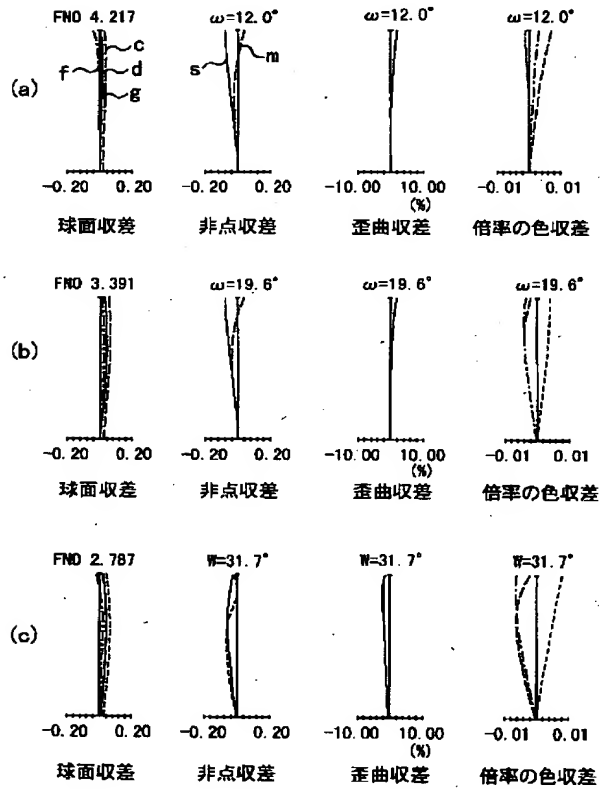 FNO 4.217 ω=12.0° ω=12.0° ω=12.0°
(a) f c d g s m
-0.20 0.20 -0.20 0.20 -10.00 10.00 -0.01 0.01
(%)
球面収差 非点収差 歪曲収差 倍率の色収差
FNO 3.391 ω=19.6° ω=19.6° ω=19.6°
(b)
-0.20 0.20 -0.20 0.20 -10.00 10.00 -0.01 0.01
(%)
球面収差 非点収差 歪曲収差 倍率の色収差
FNO 2.787 W=31.7° W=31.7° W=31.7°
(c)
-0.20 0.20 -0.20 0.20 -10.00 10.00 -0.01 0.01
(%)
球面収差 非点収差 歪曲収差 倍率の色収差